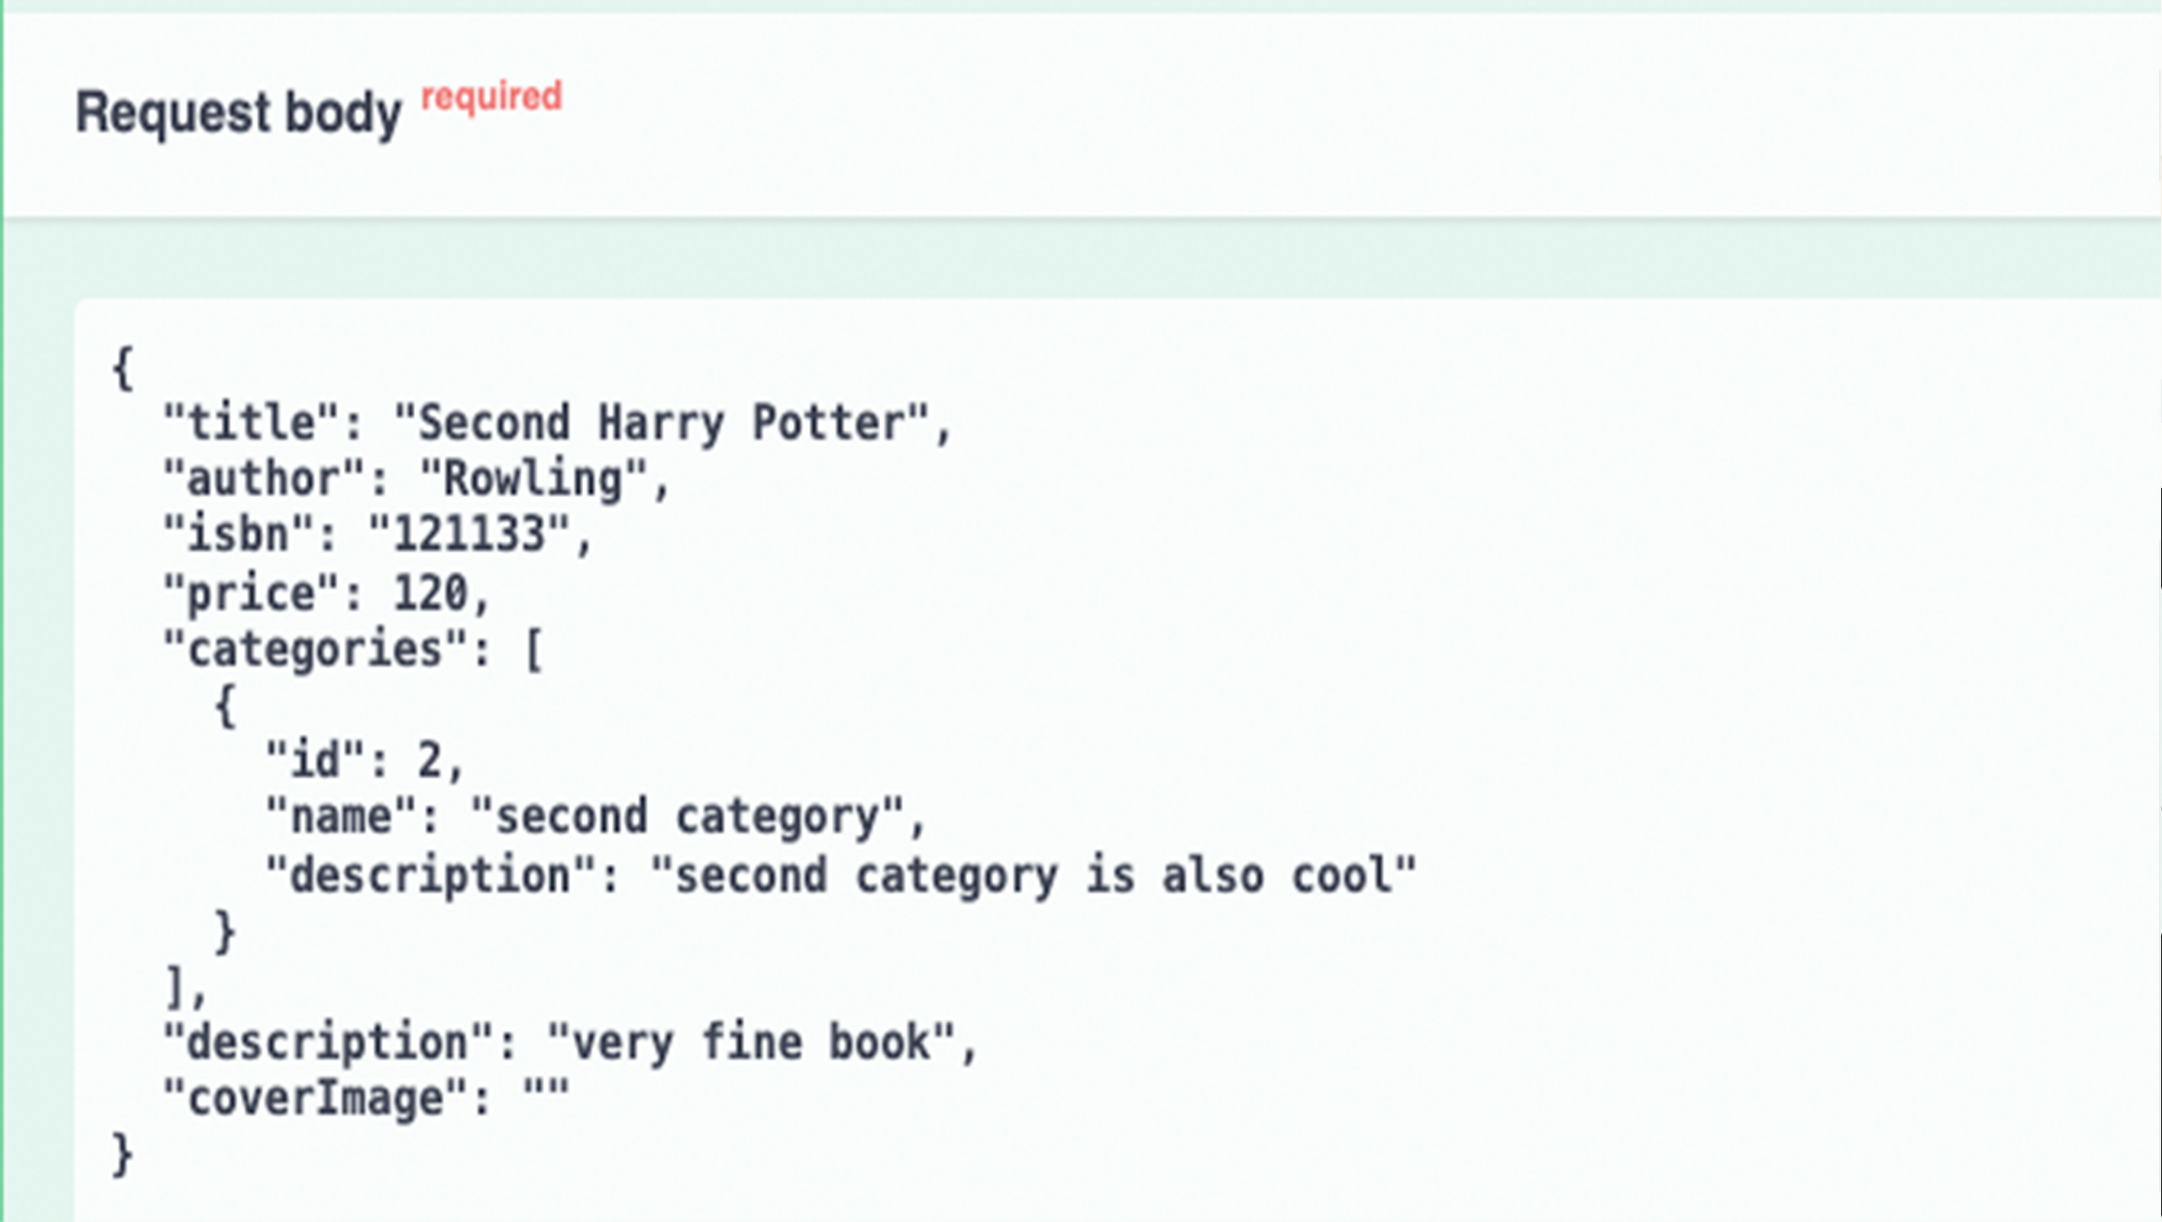 Request body required
{
  "title": "Second Harry Potter",
  "author": "Rowling",
  "isbn": "121133",
  "price": 120,
  "categories": [
    {
      "id": 2,
      "name": "second category",
      "description": "second category is also cool"
    }
  ],
  "description": "very fine book",
  "coverImage": ""
}